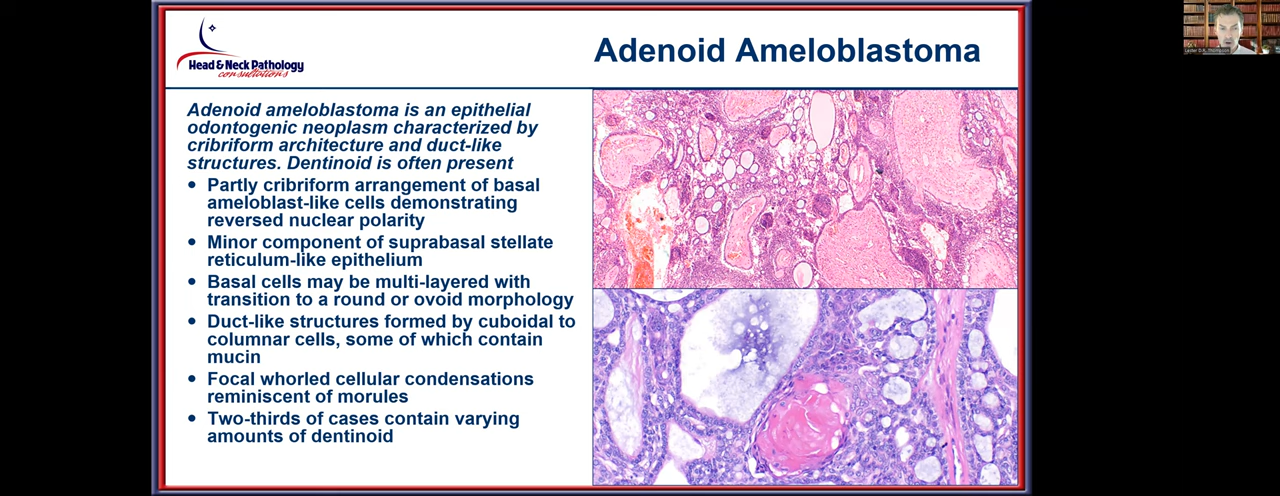 Head & Neck Pathology
consultations
Adenoid Ameloblastoma
Adenoid ameloblastoma is an epithelial
odontogenic neoplasm characterized by
cribriform architecture and duct-like
structures. Dentinoid is often present
• Partly cribriform arrangement of basal
ameloblast-like cells demonstrating
reversed nuclear polarity
• Minor component of suprabasal stellate
reticulum-like epithelium
• Basal cells may be multi-layered with
transition to a round or ovoid morphology
• Duct-like structures formed by cuboidal to
columnar cells, some of which contain
mucin
• Focal whorled cellular condensations
reminiscent of morules
• Two-thirds of cases contain varying
amounts of dentinoid
Lester D.R. Thompson